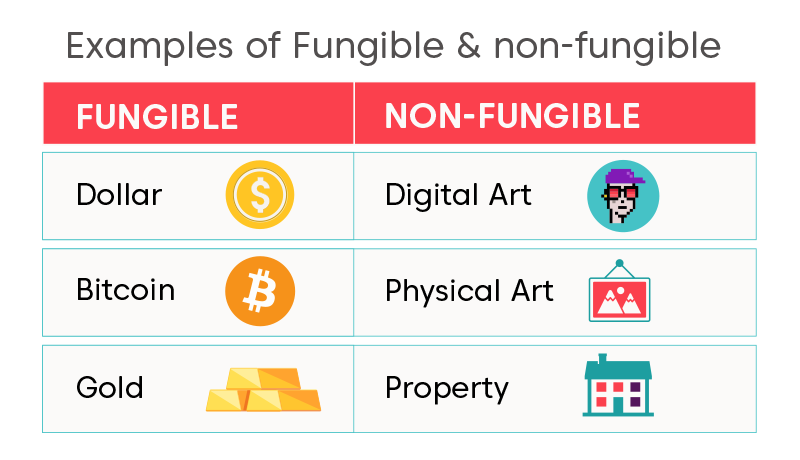 Examples of Fungible & non-fungible
FUNGIBLE NON-FUNGIBLE
Dollar $ Digital Art
Bitcoin ₿ Physical Art
Gold Property